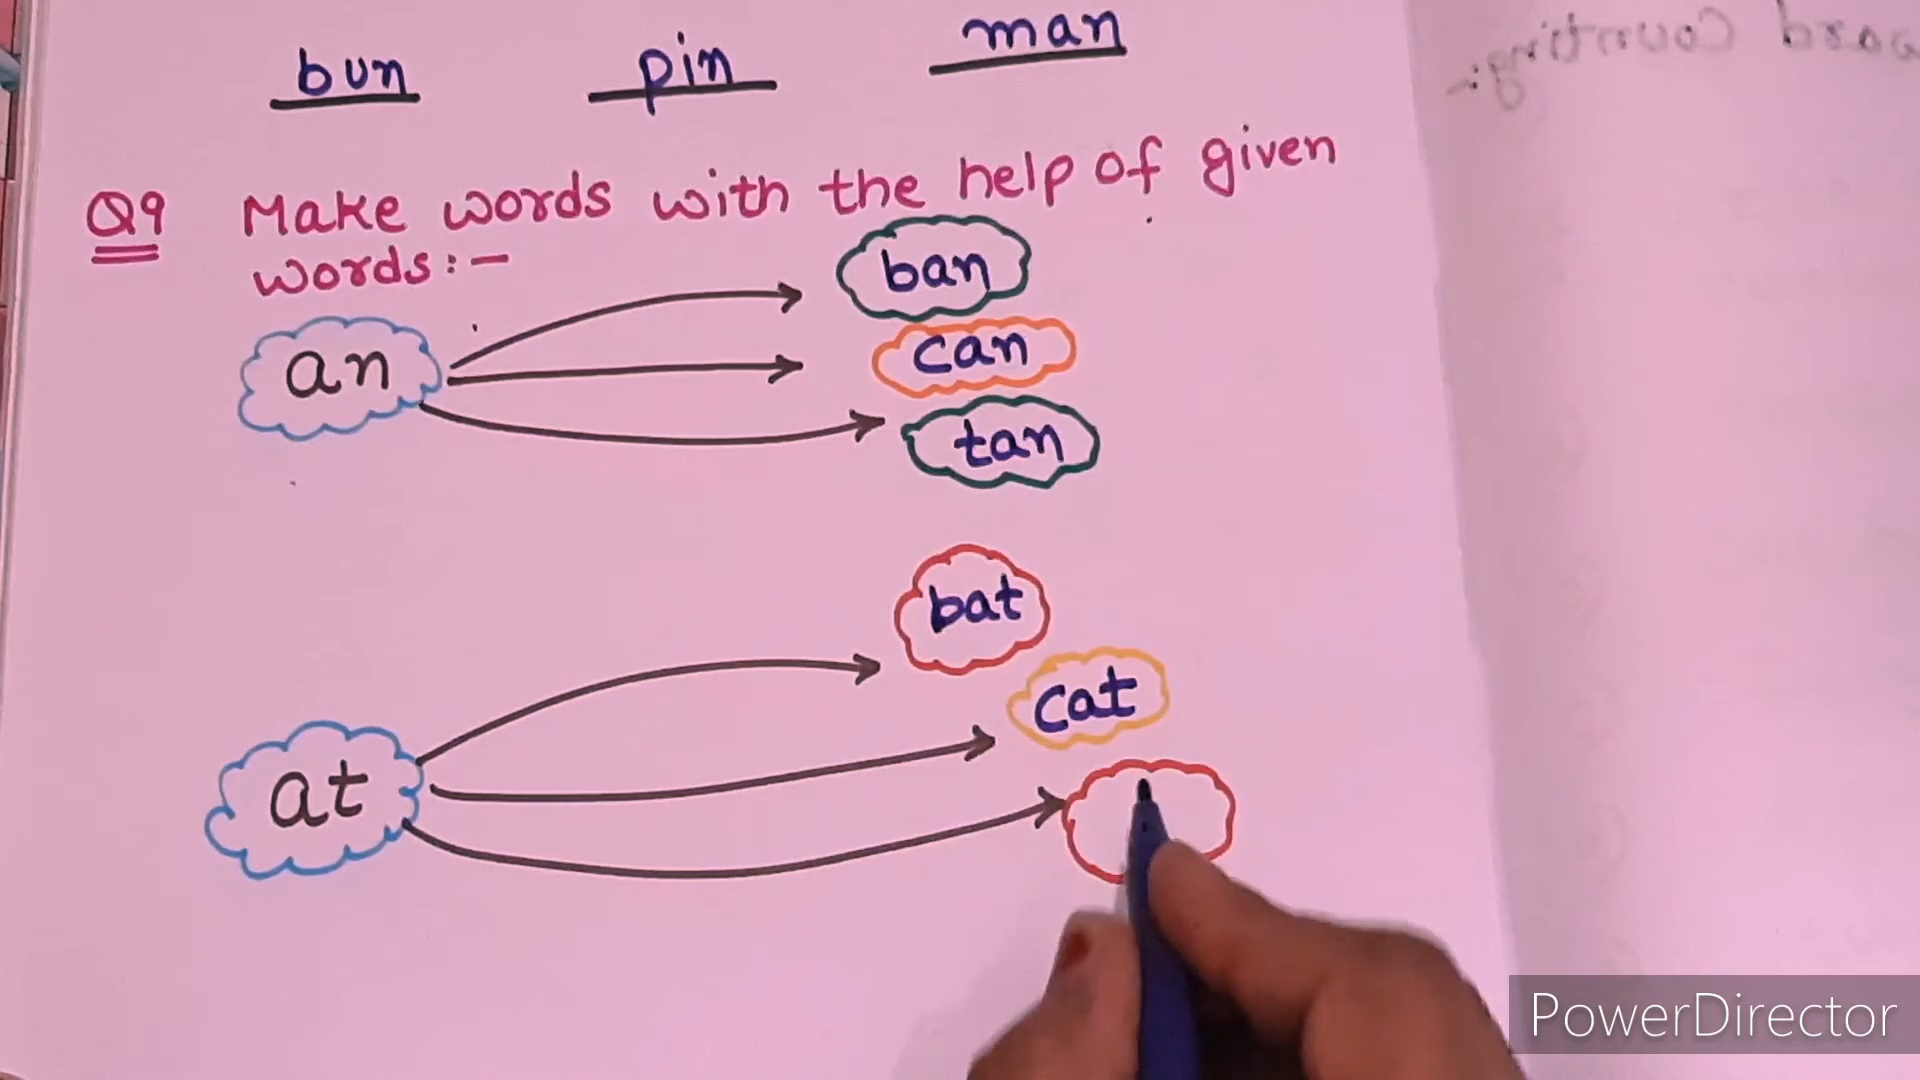 bun pin man
Q9 Make words with the help of given
words:-
an
ban
can
tan
at
bat
cat
PowerDirector